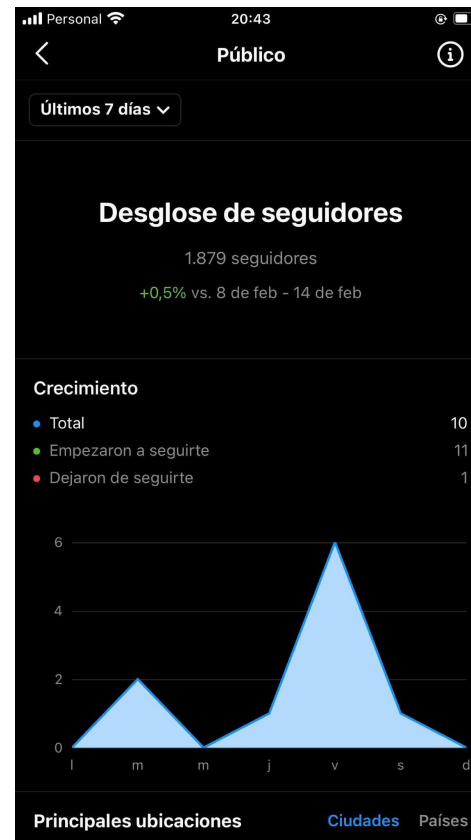 Personal 20:43
Público
Últimos 7 días
Desglose de seguidores
1.879 seguidores
+0,5% vs. 8 de feb - 14 de feb
Crecimiento
Total 10
Empezaron a seguirte 11
Dejaron de seguirte 1
6
4
2
0
l m m j v s d
Principales ubicaciones Ciudades Países